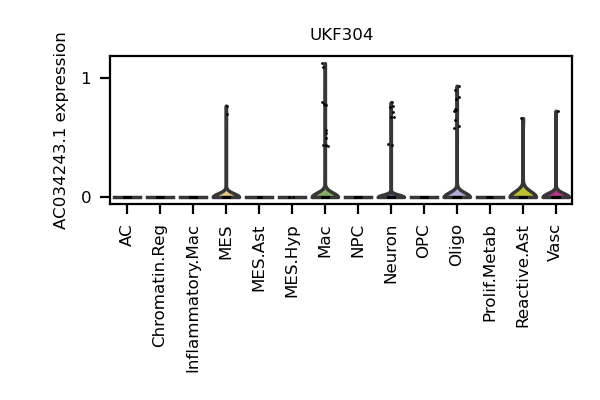 UKF304
AC034243.1 expression
1
0
AC
Chromatin.Reg
Inflammatory.Mac
MES
MES.Ast
MES.Hyp
Mac
NPC
Neuron
OPC
Oligo
Prolif.Metab
Reactive.Ast
Vasc